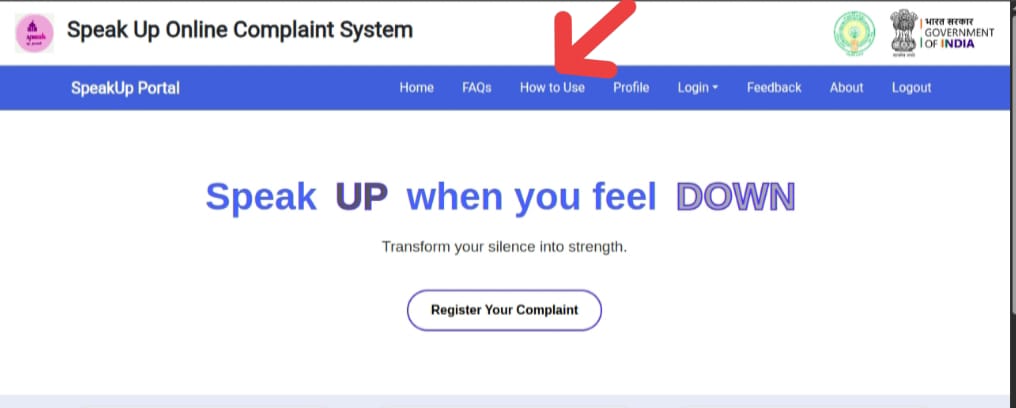 Speak Up Online Complaint System
भारत सरकार
GOVERNMENT
OF INDIA
SpeakUp Portal Home FAQs How to Use Profile Login Feedback About Logout
Speak UP when you feel DOWN
Transform your silence into strength.
Register Your Complaint